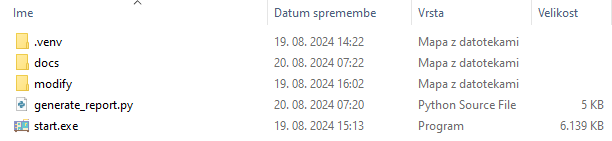 Ime Datum spremembe Vrsta Velikost
.venv 19. 08. 2024 14:22 Mapa z datotekami
docs 20. 08. 2024 07:22 Mapa z datotekami
modify 19. 08. 2024 16:02 Mapa z datotekami
generate_report.py 20. 08. 2024 07:20 Python Source File 5 KB
start.exe 19. 08. 2024 15:13 Program 6.139 KB